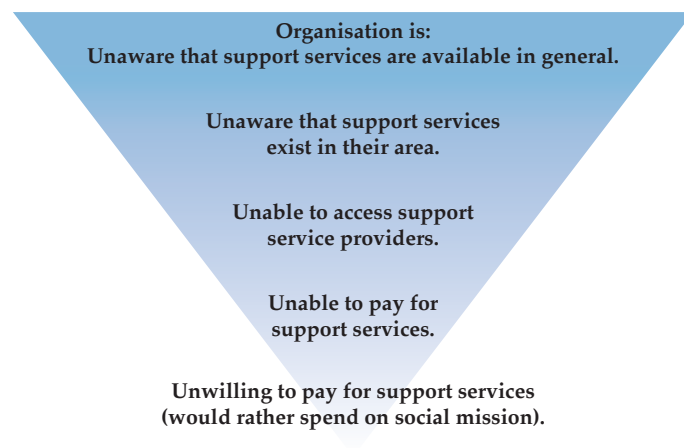 Organisation is:
Unaware that support services are available in general.
Unaware that support services
exist in their area.
Unable to access support
service providers.
Unable to pay for
support services.
Unwilling to pay for support services
(would rather spend on social mission).